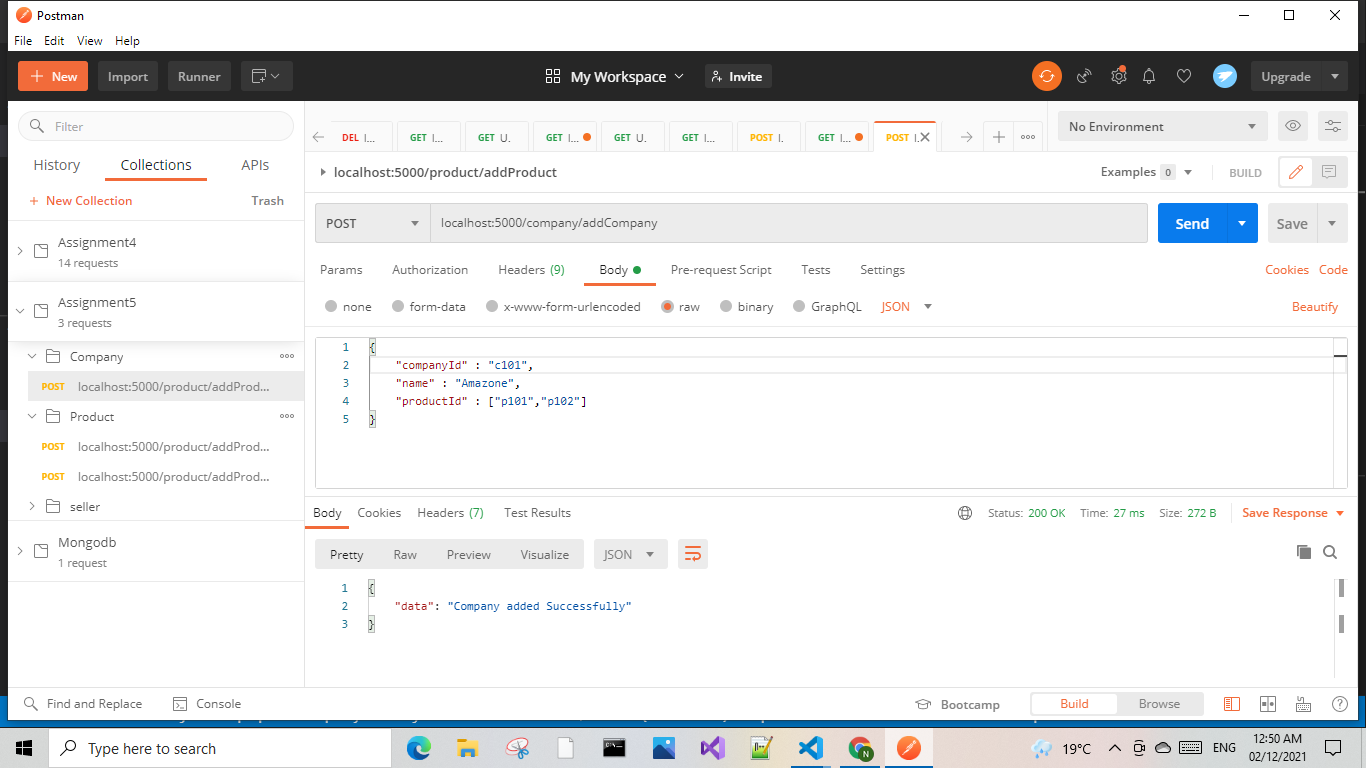 Postman
File Edit View Help
+ New Import Runner My Workspace Invite Upgrade
Filter
History Collections APIs
+ New Collection Trash
Assignment4
14 requests
Assignment5
3 requests
Company
POST localhost:5000/product/addProd...
Product
POST localhost:5000/product/addProd...
POST localhost:5000/product/addProd...
seller
Mongodb
1 request
DEL I... GET I... GET U. GET I... GET U. GET I... POST I. GET I... POST I. No Environment
localhost:5000/product/addProduct Examples 0 BUILD
POST localhost:5000/company/addCompany Send Save
Params Authorization Headers (9) Body Pre-request Script Tests Settings Cookies Code
none form-data x-www-form-urlencoded raw binary GraphQL JSON Beautify
1 {
2 "companyId" : "c101",
3 "name" : "Amazone",
4 "productId" : ["p101","p102"]
5 }
Body Cookies Headers (7) Test Results Status: 200 OK Time: 27 ms Size: 272 B Save Response
Pretty Raw Preview Visualize JSON
1 {
2 "data": "Company added Successfully"
3 }
Find and Replace Console Bootcamp Build Browse
Type here to search N 19°C ENG 12:50 AM
02/12/2021